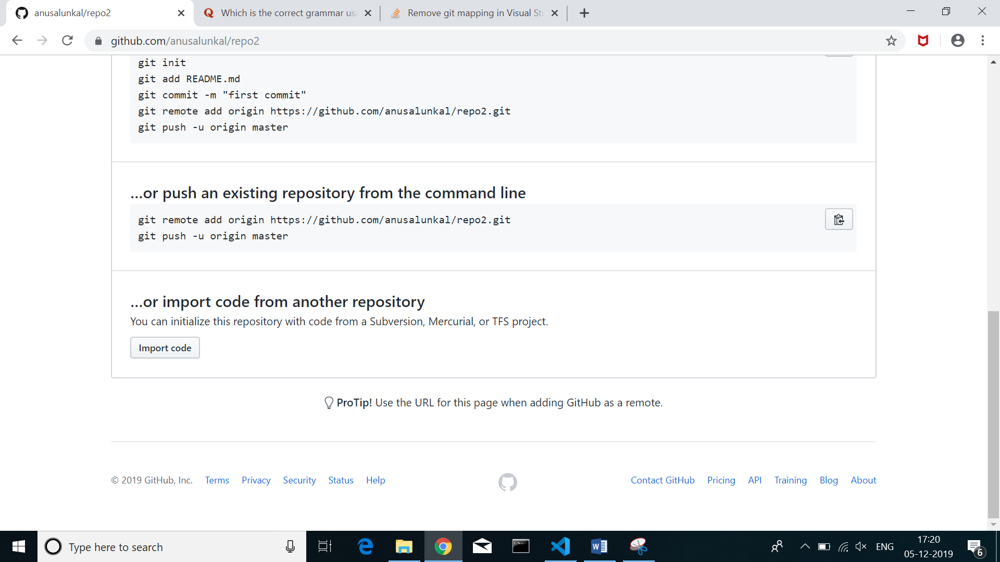 anusalunkal/repo2
Which is the correct grammar usa
Remove git mapping in Visual Stu
github.com/anusalunkal/repo2
git init
git add README.md
git commit -m "first commit"
git remote add origin https://github.com/anusalunkal/repo2.git
git push -u origin master
…or push an existing repository from the command line
git remote add origin https://github.com/anusalunkal/repo2.git
git push -u origin master
…or import code from another repository
You can initialize this repository with code from a Subversion, Mercurial, or TFS project.
Import code
ProTip! Use the URL for this page when adding GitHub as a remote.
© 2019 GitHub, Inc. Terms Privacy Security Status Help Contact GitHub Pricing API Training Blog About
Type here to search
ENG
17:20
05-12-2019
6